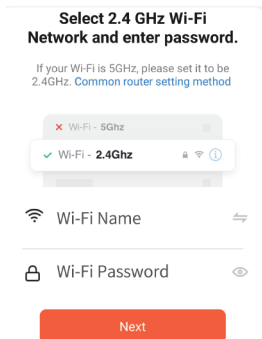 Select 2.4 GHz Wi-Fi
Network and enter password.
If your Wi-Fi is 5GHz, please set it to be
2.4GHz. Common router setting method
Wi-Fi - 5Ghz
Wi-Fi - 2.4Ghz
Wi-Fi Name
Wi-Fi Password
Next